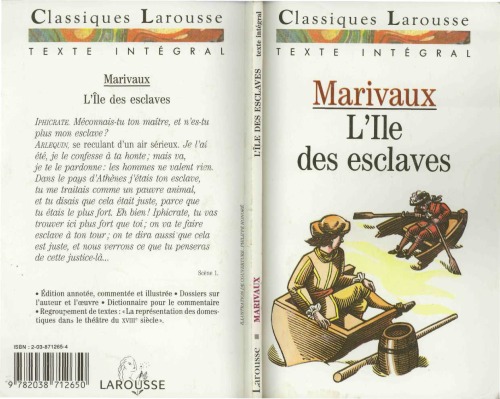 Classiques Larousse
TEXTE INTÉGRAL
Marivaux
L'Île des esclaves
IPHICRATE. Méconnais-tu ton maître, et n'es-tu
plus mon esclave ?
ARLEQUIN, se reculant d'un air sérieux. Je l'ai
été, je le confesse à ta honte ; mais va,
je te le pardonne : les hommes ne valent rien.
Dans le pays d'Athènes j'étais ton esclave,
tu me traitais comme un pauvre animal,
et tu disais que cela était juste, parce que
tu étais le plus fort. Eh bien ! Iphicrate, tu vas
trouver ici plus fort que toi ; on va te faire
esclave à ton tour ; on te dira aussi que cela
est juste, et nous verrons ce que tu penseras
de cette justice-là...
Scène 1.
• Édition annotée, commentée et illustrée • Dossiers sur
l'auteur et l'œuvre • Dictionnaire pour le commentaire
• Regroupement de textes : « La représentation des domes-
tiques dans le théâtre du XVIIIe siècle ».
ISBN : 2-03-871265-4
9 782038 712650
LAROUSSE
ILLUSTRATION DE COUVERTURE : PHILIPPE HONORÉ
texte intégral
L'ÎLE DES ESCLAVES
MARIVAUX
Larousse
Classiques Larousse
TEXTE INTÉGRAL
Marivaux
L'Ile
des esclaves